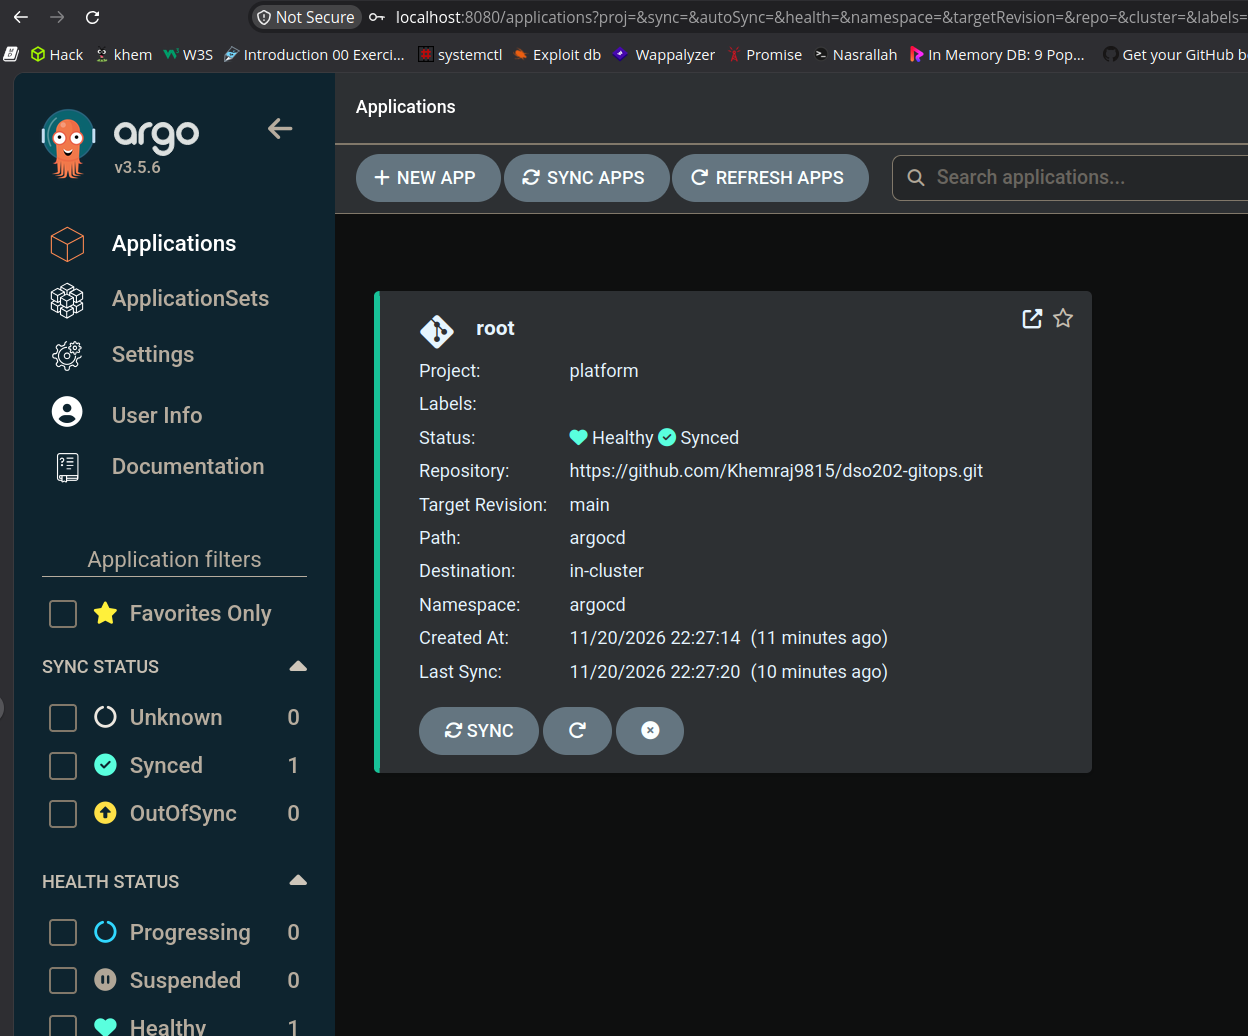 Not Secure localhost:8080/applications?proj=&sync=&autoSync=&health=&namespace=&targetRevision=&repo=&cluster=&labels=
Hack khem W3S Introduction 00 Exerci... systemctl Exploit db Wappalyzer Promise Nasrallah In Memory DB: 9 Pop... Get your GitHub
argo
v3.5.6
Applications
ApplicationSets
Settings
User Info
Documentation
Application filters
Favorites Only
SYNC STATUS
Unknown 0
Synced 1
OutOfSync 0
HEALTH STATUS
Progressing 0
Suspended 0
Healthy 1
Applications
NEW APP SYNC APPS REFRESH APPS Search applications...
root
Project: platform
Labels:
Status: Healthy Synced
Repository: https://github.com/Khemraj9815/dso202-gitops.git
Target Revision: main
Path: argocd
Destination: in-cluster
Namespace: argocd
Created At: 11/20/2026 22:27:14 (11 minutes ago)
Last Sync: 11/20/2026 22:27:20 (10 minutes ago)
SYNC